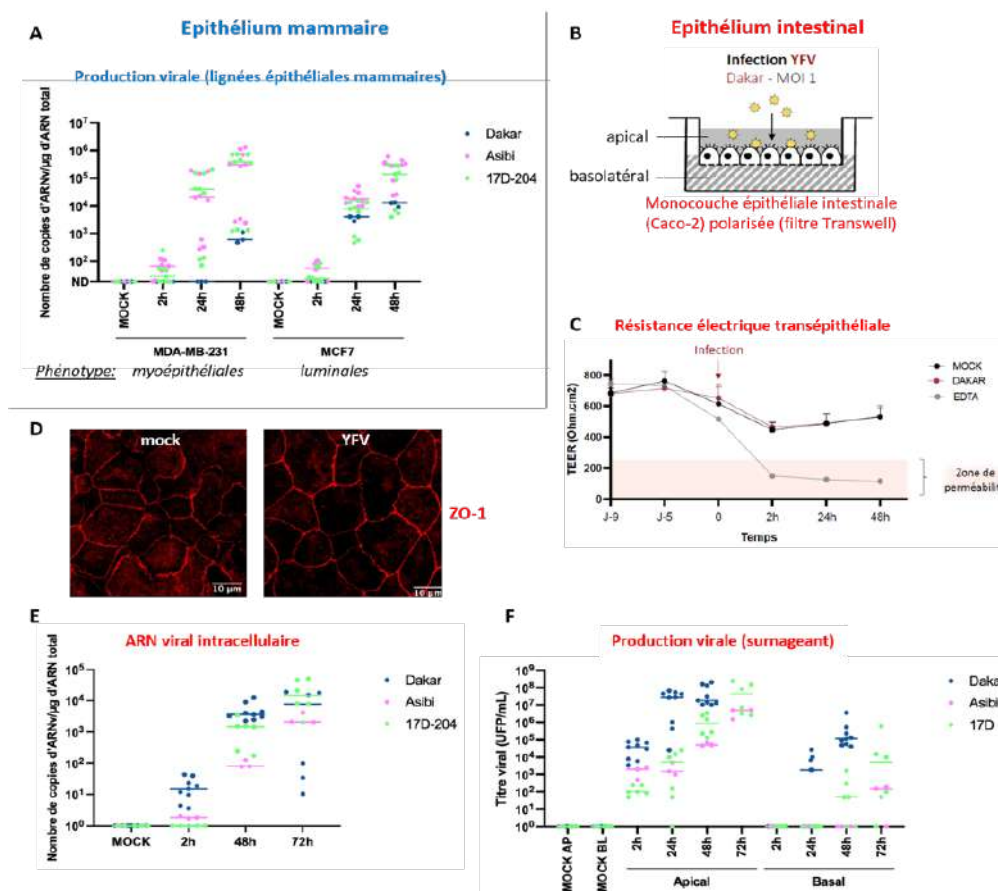 A
Epithélium mammaire
Production virale (lignées épithéliales mammaires)
Nombre de copies d'ARNv/µg d'ARN total
10⁷
10⁶
10⁵
10⁴
10³
10²
ND
MOCK
2h
24h
48h
MOCK
2h
24h
48h
MDA-MB-231
MCF7
Phénotype: myoépithéliales luminales
Dakar
Asibi
17D-204
B
Epithélium intestinal
Infection YFV
Dakar - MOI 1
apical
basolatéral
Monocouche épithéliale intestinale
(Caco-2) polarisée (filtre Transwell)
C
Résistance électrique transépithéliale
Infection
TEER (Ohm.cm2)
800
600
400
200
0
J-9
J-5
0
2h
24h
48h
Temps
MOCK
DAKAR
EDTA
Zone de
perméabilit
D
mock
YFV
10 µm
10 µm
ZO-1
E
ARN viral intracellulaire
Nombre de copies d'ARNv/µg d'ARN total
10⁵
10⁴
10³
10²
10¹
10⁰
MOCK
2h
48h
72h
Dakar
Asibi
17D-204
F
Production virale (surnageant)
Titre viral (UFP/mL)
10⁹
10⁸
10⁷
10⁶
10⁵
10⁴
10³
10²
10¹
10⁰
MOCK AP
MOCK BL
2h
24h
48h
72h
2h
24h
48h
72h
Apical
Basal
Daka
Asibi
17D